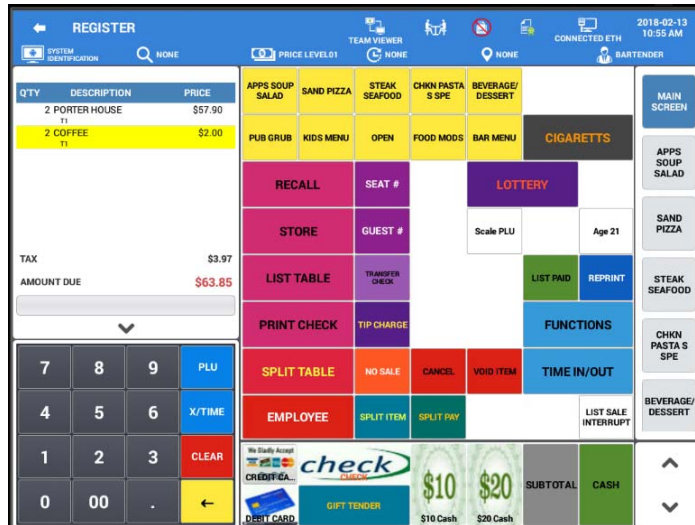 REGISTER
TEAM VIEWER
CONNECTED ETH
2018-02-13
10:55 AM
SYSTEM IDENTIFICATION
NONE
PRICE LEVEL01
NONE
NONE
BARTENDER
Q'TY DESCRIPTION PRICE
2 PORTER HOUSE $57.90
T1
2 COFFEE $2.00
T1
TAX $3.97
AMOUNT DUE $63.85
7 8 9 PLU
4 5 6 X/TIME
1 2 3 CLEAR
0 00 . ←
APPS SOUP SALAD
SAND PIZZA
STEAK SEAFOOD
CHKN PASTA S SPE
BEVERAGE/ DESSERT
PUB GRUB
KIDS MENU
OPEN
FOOD MODS
BAR MENU
CIGARETTS
RECALL
SEAT #
LOTTERY
STORE
GUEST #
Scale PLU
Age 21
LIST TABLE
TRANSFER CHECK
LIST PAID
REPRINT
PRINT CHECK
TIP CHARGE
FUNCTIONS
SPLIT TABLE
NO SALE
CANCEL
VOID ITEM
TIME IN/OUT
EMPLOYEE
SPLIT ITEM
SPLIT PAY
LIST SALE INTERRUPT
We Gladly Accept
CREDIT CA...
check
CHECK
DEBIT CARD
GIFT TENDER
$10
$10 Cash
$20
$20 Cash
SUBTOTAL
CASH
MAIN SCREEN
APPS SOUP SALAD
SAND PIZZA
STEAK SEAFOOD
CHKN PASTA S SPE
BEVERAGE/ DESSERT